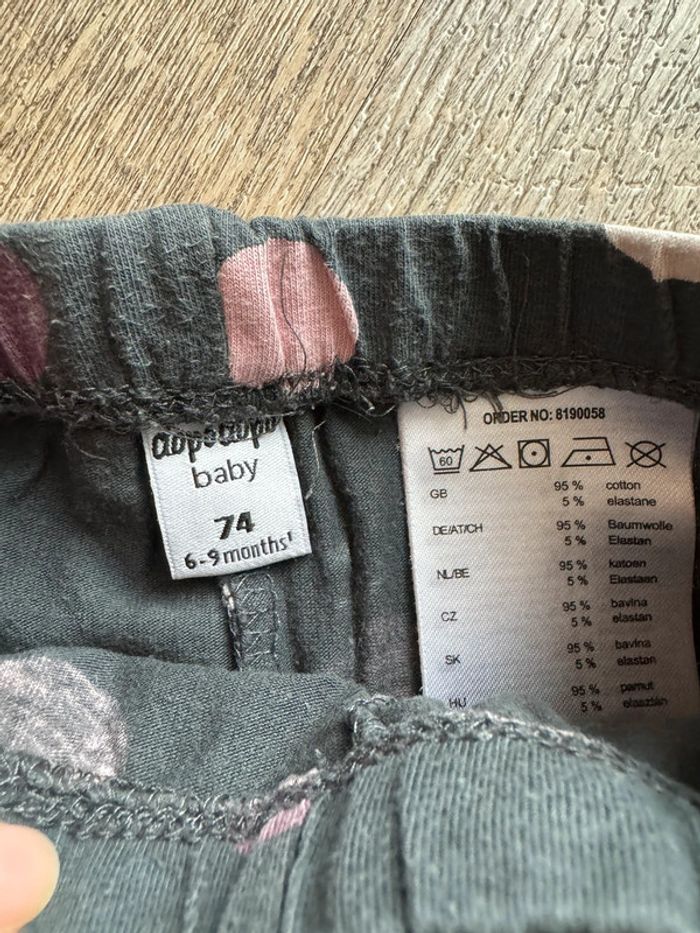 baby
74
6-9 months
ORDER NO: 8190058
60
GB 95 % cotton
5 % elastane
DE/AT/CH 95 % Baumwolle
5 % Elastan
NL/BE 95 % katoen
5 % Elastaan
CZ 95 % bavlna
5 % elastan
SK 95 % bavlna
5 % elastan
HU 95 % pamut
5 % elasztán